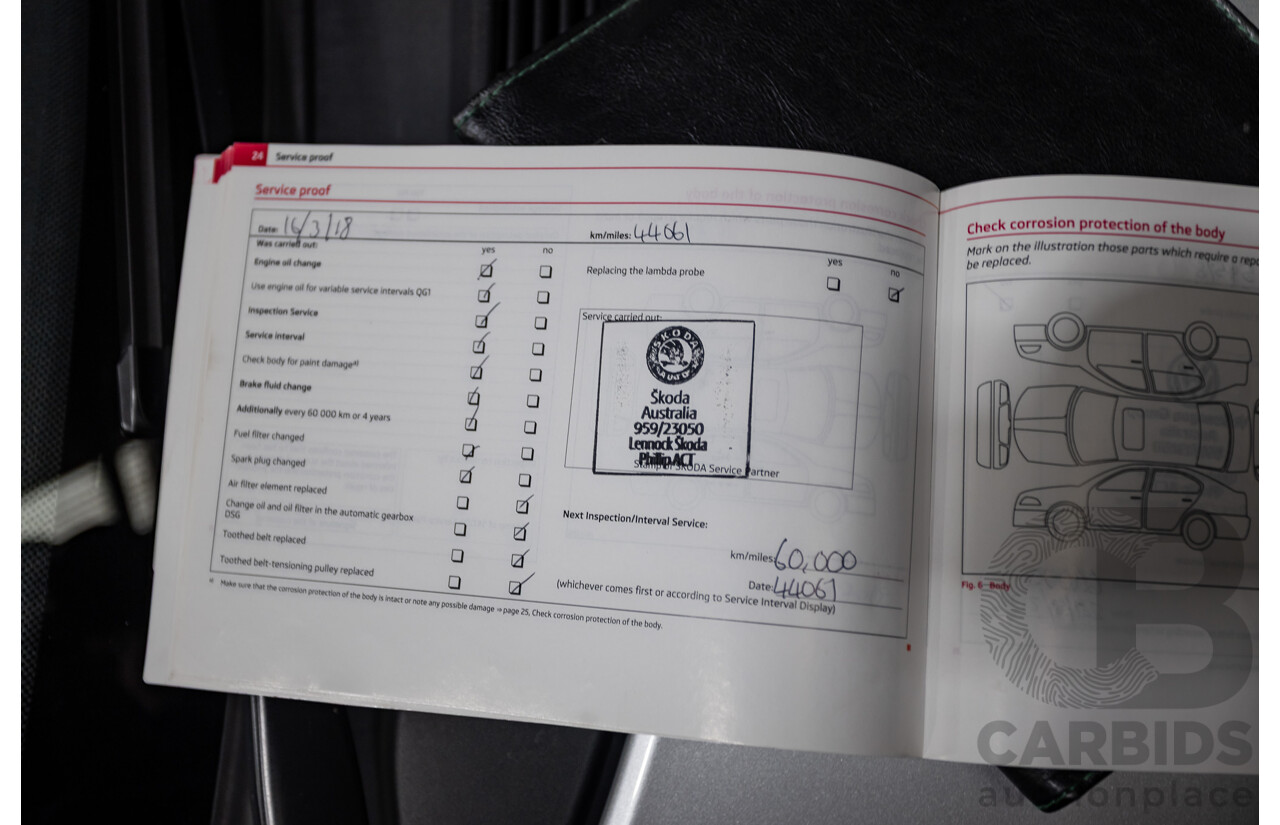 24 Service proof
Service proof
Date: 16/3/18 km/miles: 44061
Was carried out: yes no yes no
Engine oil change
Replacing the lambda probe
Use engine oil for variable service intervals QG1
Inspection Service
Service carried out:
Service interval
Check body for paint damage a)
Brake fluid change
Additionally every 60 000 km or 4 years
Fuel filter changed
Spark plug changed
Air filter element replaced
Change oil and oil filter in the automatic gearbox
DSG
Toothed belt replaced
Toothed belt-tensioning pulley replaced
SKODA
AUTO
Škoda
Australia
959/23050
Lennock Škoda
Phillip ACT
Stamp of ŠKODA Service Partner
Next Inspection/Interval Service:
km/miles: 60,000
Date: 44061
(whichever comes first or according to Service Interval Display)
a) Make sure that the corrosion protection of the body is intact or note any possible damage ⇒ page 25, Check corrosion protection of the body.
Check corrosion protection of the body
Mark on the illustration those parts which require a
be replaced.
Fig. 6 Body
CB
CARBIDS
auctionplace